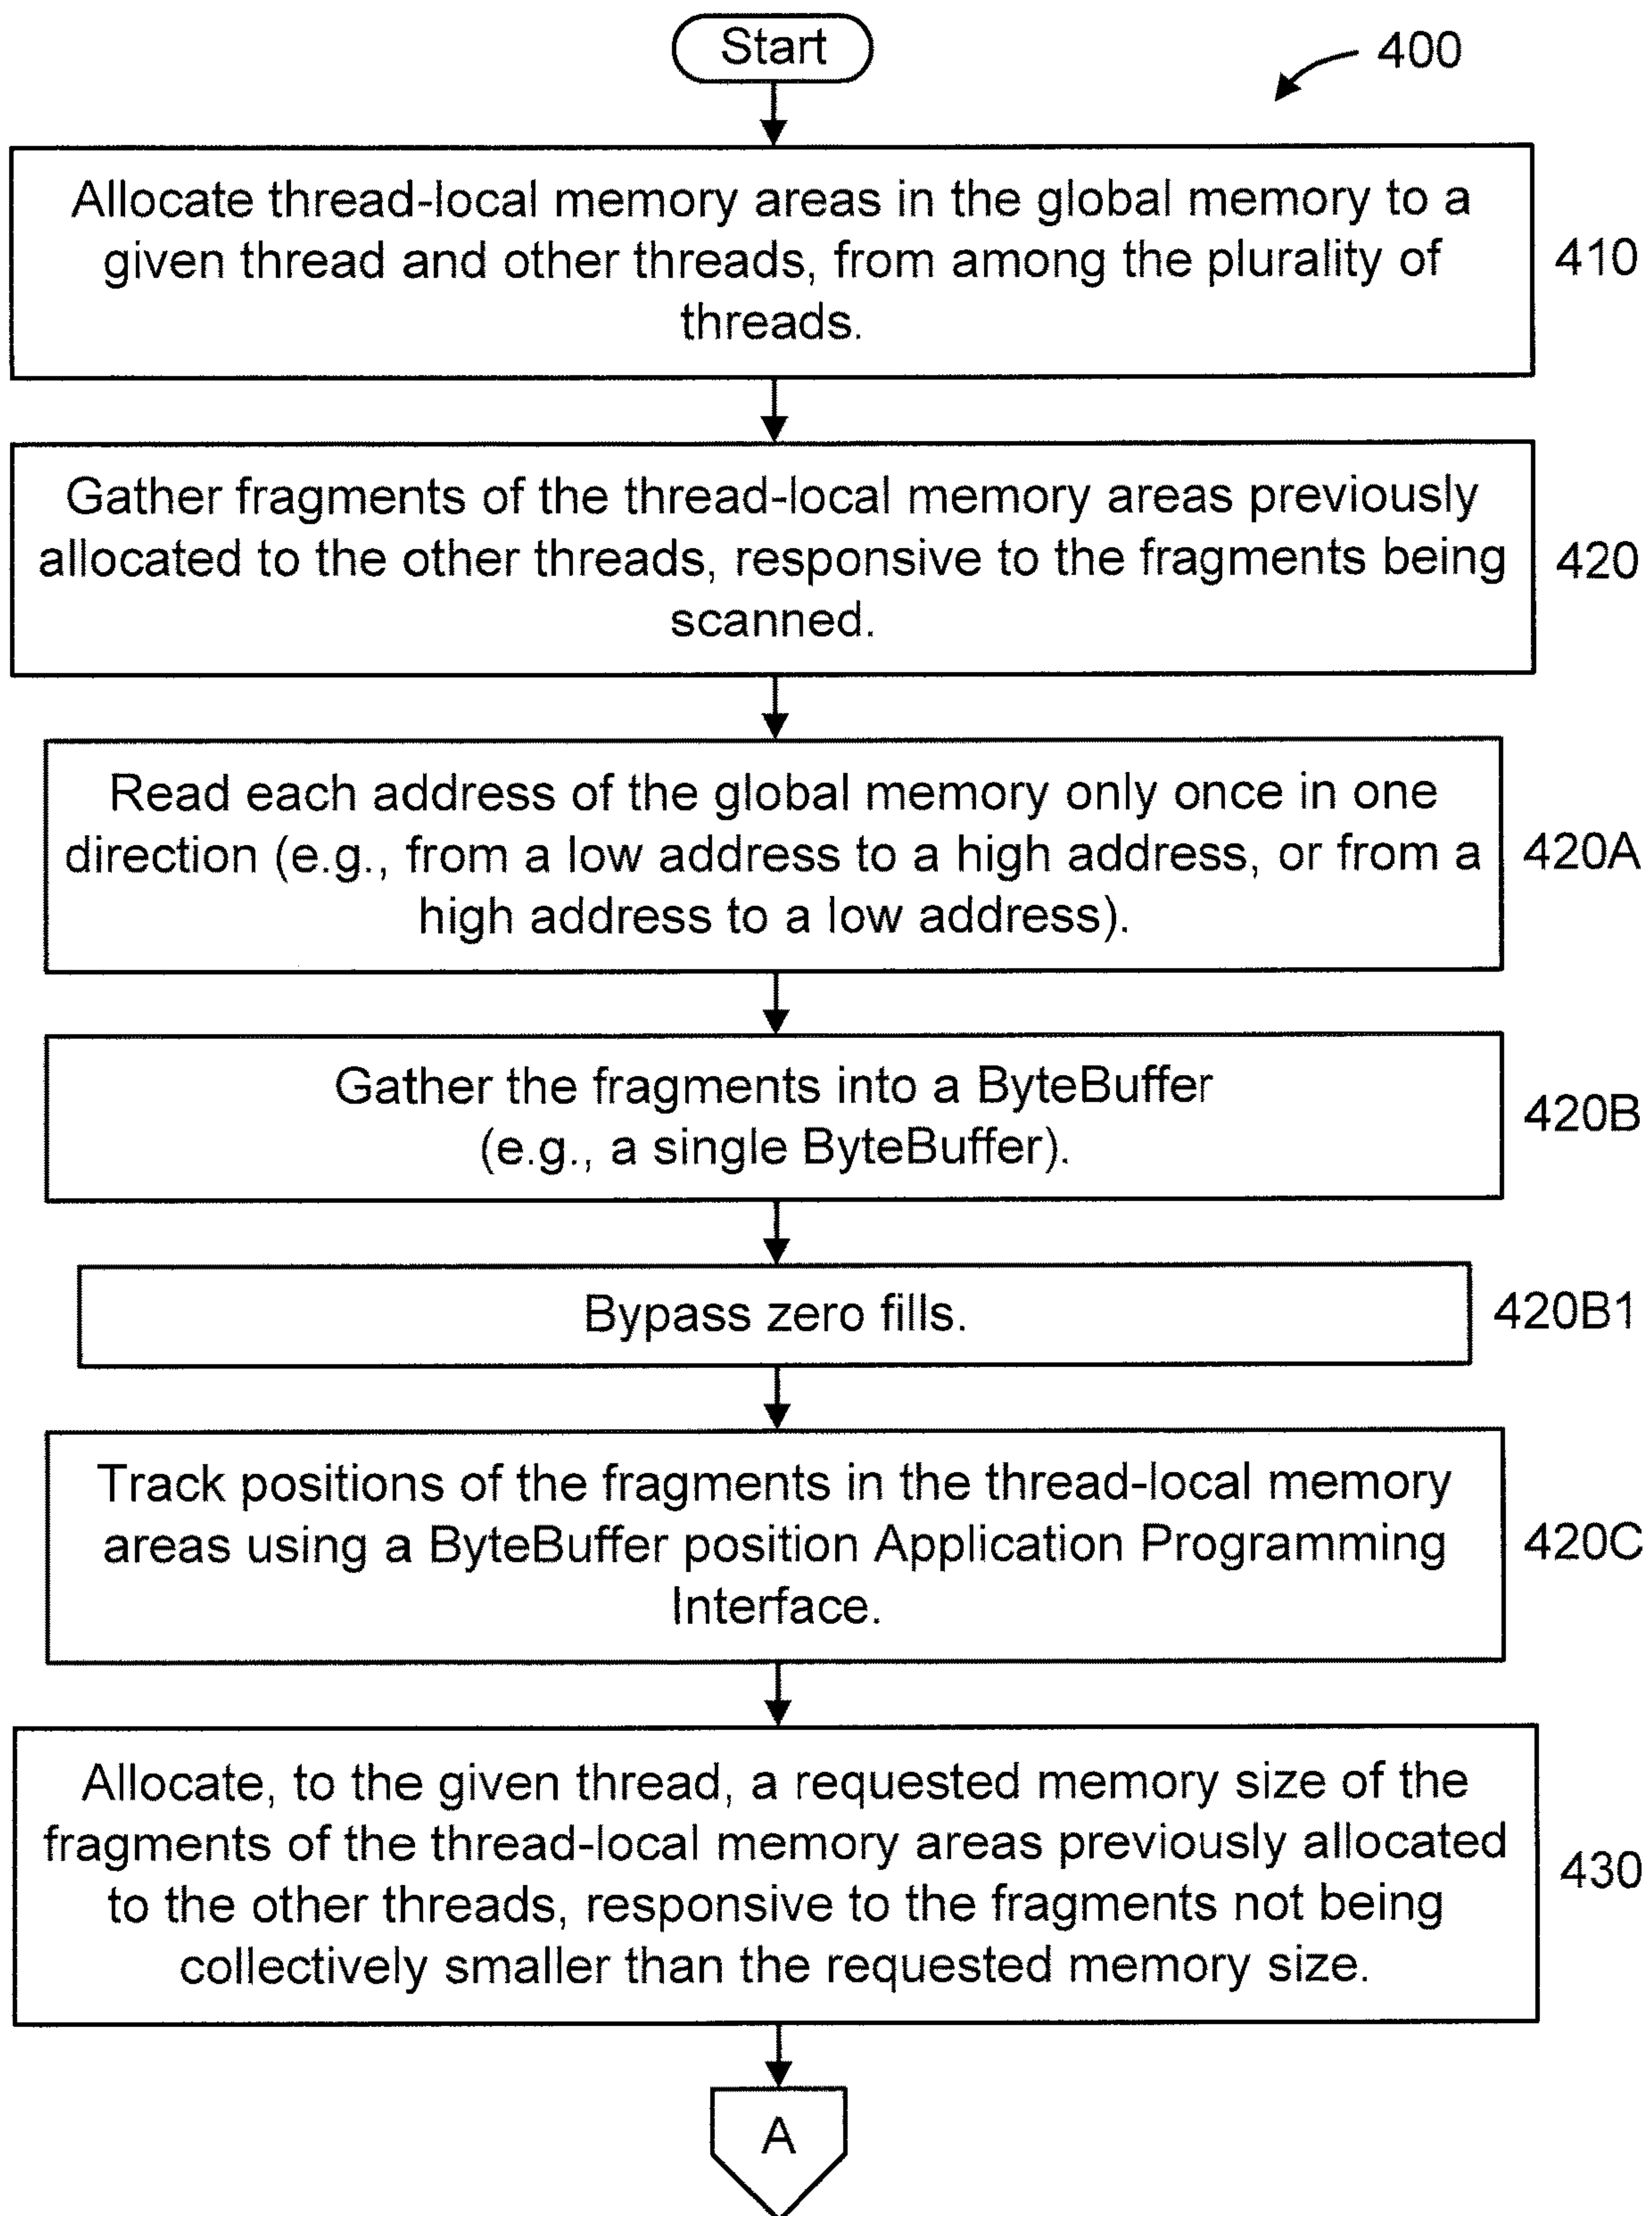 Start
400
Allocate thread-local memory areas in the global memory to a
given thread and other threads, from among the plurality of
threads.
410
Gather fragments of the thread-local memory areas previously
allocated to the other threads, responsive to the fragments being
scanned.
420
Read each address of the global memory only once in one
direction (e.g., from a low address to a high address, or from a
high address to a low address).
420A
Gather the fragments into a ByteBuffer
(e.g., a single ByteBuffer).
420B
Bypass zero fills.
420B1
Track positions of the fragments in the thread-local memory
areas using a ByteBuffer position Application Programming
Interface.
420C
Allocate, to the given thread, a requested memory size of the
fragments of the thread-local memory areas previously allocated
to the other threads, responsive to the fragments not being
collectively smaller than the requested memory size.
430
A